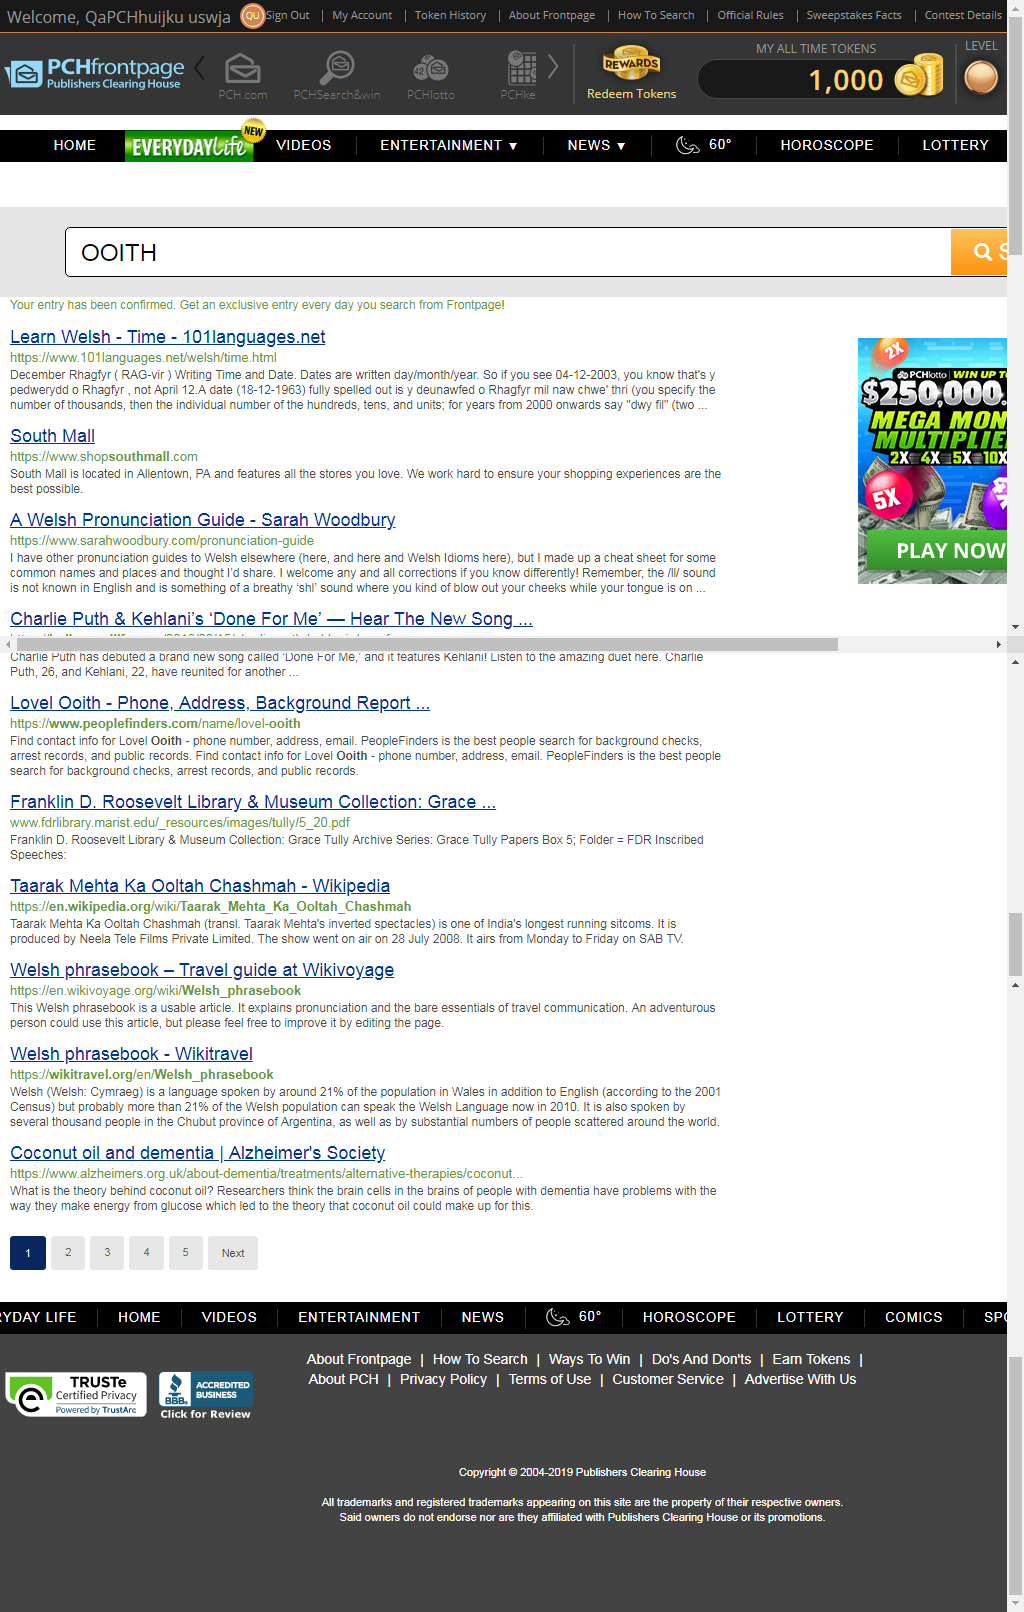 Welcome, QaPCHhuijku uswja QU Sign Out | My Account | Token History | About Frontpage | How To Search | Official Rules | Sweepstakes Facts | Contest Details
PCHfrontpage
Publishers Clearing House
PCH.com PCHSearch&win PCHlotto PCHke
REWARDS
Redeem Tokens
MY ALL TIME TOKENS
1,000
LEVEL
HOME EVERYDAY Life NEW VIDEOS ENTERTAINMENT ▼ NEWS ▼ 60° HOROSCOPE LOTTERY
OOITH
Your entry has been confirmed. Get an exclusive entry every day you search from Frontpage!
Learn Welsh - Time - 101languages.net
https://www.101languages.net/welsh/time.html
December Rhagfyr ( RAG-vir ) Writing Time and Date. Dates are written day/month/year. So if you see 04-12-2003, you know that's y
pedwerydd o Rhagfyr , not April 12.A date (18-12-1963) fully spelled out is y deunawfed o Rhagfyr mil naw chwe' thri (you specify the
number of thousands, then the individual number of the hundreds, tens, and units; for years from 2000 onwards say "dwy fil" (two ...
South Mall
https://www.shopsouthmall.com
South Mall is located in Allentown, PA and features all the stores you love. We work hard to ensure your shopping experiences are the
best possible.
A Welsh Pronunciation Guide - Sarah Woodbury
https://www.sarahwoodbury.com/pronunciation-guide
I have other pronunciation guides to Welsh elsewhere (here, and here and Welsh Idioms here), but I made up a cheat sheet for some
common names and places and thought I'd share. I welcome any and all corrections if you know differently! Remember, the /ll/ sound
is not known in English and is something of a breathy 'shl' sound where you kind of blow out your cheeks while your tongue is on ...
2X
PCHlotto WIN UP TO
$250,000.
MEGA MON
MULTIPLIE
2X 4X 5X 10X
5X
PLAY NOW
Charlie Puth & Kehlani's 'Done For Me' — Hear The New Song ...
Charlie Puth has debuted a brand new song called 'Done For Me,' and it features Kehlani! Listen to the amazing duet here. Charlie
Puth, 26, and Kehlani, 22, have reunited for another ...
Lovel Ooith - Phone, Address, Background Report ...
https://www.peoplefinders.com/name/lovel-ooith
Find contact info for Lovel Ooith - phone number, address, email. PeopleFinders is the best people search for background checks,
arrest records, and public records. Find contact info for Lovel Ooith - phone number, address, email. PeopleFinders is the best people
search for background checks, arrest records, and public records.
Franklin D. Roosevelt Library & Museum Collection: Grace ...
www.fdrlibrary.marist.edu/_resources/images/tully/5_20.pdf
Franklin D. Roosevelt Library & Museum Collection: Grace Tully Archive Series: Grace Tully Papers Box 5; Folder = FDR Inscribed
Speeches:
Taarak Mehta Ka Ooltah Chashmah - Wikipedia
https://en.wikipedia.org/wiki/Taarak_Mehta_Ka_Ooltah_Chashmah
Taarak Mehta Ka Ooltah Chashmah (transl. Taarak Mehta's inverted spectacles) is one of India's longest running sitcoms. It is
produced by Neela Tele Films Private Limited. The show went on air on 28 July 2008. It airs from Monday to Friday on SAB TV.
Welsh phrasebook – Travel guide at Wikivoyage
https://en.wikivoyage.org/wiki/Welsh_phrasebook
This Welsh phrasebook is a usable article. It explains pronunciation and the bare essentials of travel communication. An adventurous
person could use this article, but please feel free to improve it by editing the page.
Welsh phrasebook - Wikitravel
https://wikitravel.org/en/Welsh_phrasebook
Welsh (Welsh: Cymraeg) is a language spoken by around 21% of the population in Wales in addition to English (according to the 2001
Census) but probably more than 21% of the Welsh population can speak the Welsh Language now in 2010. It is also spoken by
several thousand people in the Chubut province of Argentina, as well as by substantial numbers of people scattered around the world.
Coconut oil and dementia | Alzheimer's Society
https://www.alzheimers.org.uk/about-dementia/treatments/alternative-therapies/coconut...
What is the theory behind coconut oil? Researchers think the brain cells in the brains of people with dementia have problems with the
way they make energy from glucose which led to the theory that coconut oil could make up for this.
1 2 3 4 5 Next
RYDAY LIFE HOME VIDEOS ENTERTAINMENT NEWS 60° HOROSCOPE LOTTERY COMICS SPO
About Frontpage | How To Search | Ways To Win | Do's And Don'ts | Earn Tokens |
About PCH | Privacy Policy | Terms of Use | Customer Service | Advertise With Us
TRUSTe
Certified Privacy
Powered by TrustArc
BBB.
ACCREDITED
BUSINESS
Click for Review
Copyright © 2004-2019 Publishers Clearing House
All trademarks and registered trademarks appearing on this site are the property of their respective owners.
Said owners do not endorse nor are they affiliated with Publishers Clearing House or its promotions.